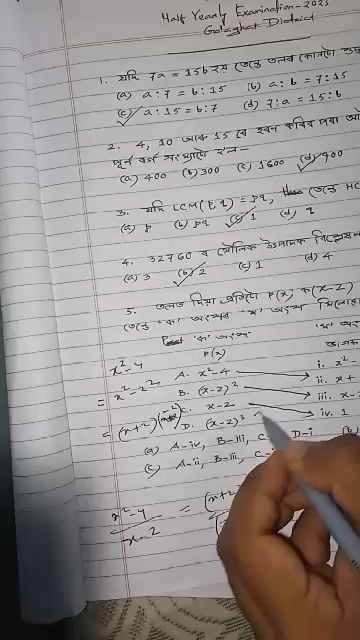 Half Yearly Examination-2025
Golaghat District
1. যদি 7a = 15b হয় তেন্তে তলৰ কোনটো শুদ্ধ
(a) a:7 = b:15 (b) a:b = 7:15
(c) a:15 = b:7 (d) 7:a = 15:b
2. 4, 10 আৰু 15 ৰে হৰণ কৰিব পৰা
পূৰ্ণ বৰ্গ সংখ্যাটো হ'ল—
(a) 400 (b) 300 (c) 1600 (d) 900
3. যদি LCM(p,q) = pq, তেন্তে HC
(a) p (b) pq (c) 1 (d) q
4. 32760 ৰ মৌলিক উৎপাদক
(a) 3 (b) 2 (c) 1 (d) 4
5. তলত দিয়া প্ৰতিটো p(x) ক (x-2)
তেন্তে 'ক' অংশৰ 'খ' অংশ মিলোৱা
'ক' অংশ 'খ' অংশ
p(x) ভাগফ
x²-4 A. x²-4 i. x²
= x²-2² B. (x-2)² ii. x+
= (x+2)(x-2) C. x-2 iii. x-
D. (x-2)³ iv. 1
(a) A-iv, B-iii, C- D-i (b)
(c) A-ii, B-iii, C-i
x²-4 / x-2 = (x+2